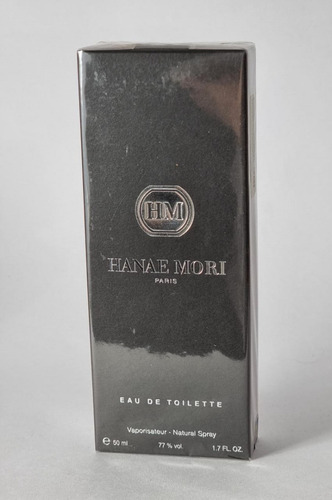 HM
HANAE MORI
PARIS
EAU DE TOILETTE
Vaporisateur - Natural Spray
e 50 ml 77 % vol. 1.7 FL. OZ.